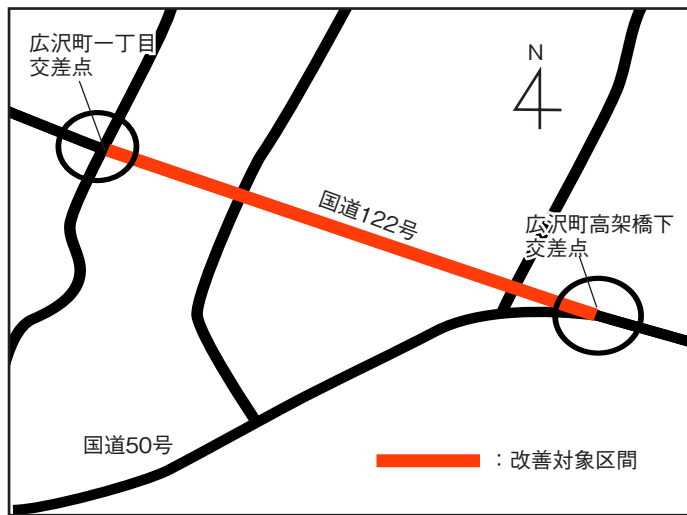 広沢町一丁目
交差点
N
国道122号
広沢町高架橋下
交差点
国道50号
：改善対象区間